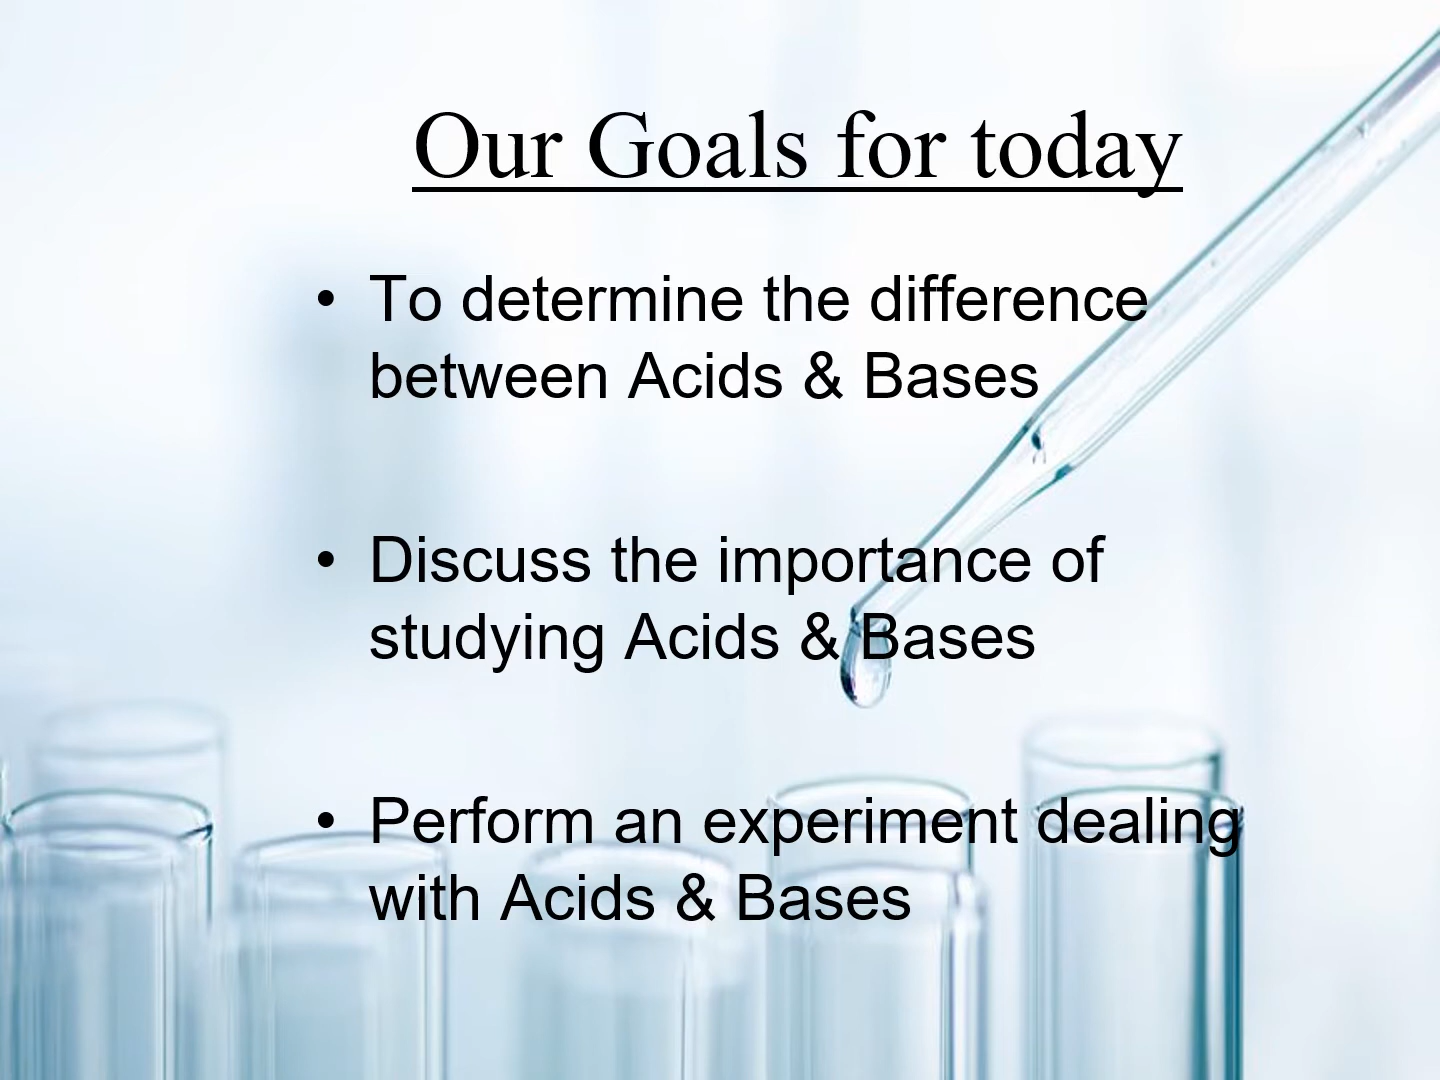 Our Goals for today
• To determine the difference
between Acids & Bases
• Discuss the importance of
studying Acids & Bases
• Perform an experiment dealing
with Acids & Bases